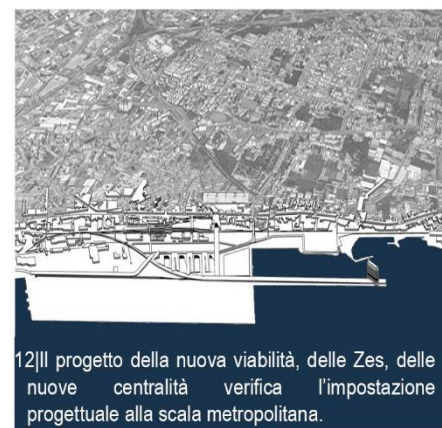 12|Il progetto della nuova viabilità, delle Zes, delle
nuove centralità verifica l'impostazione
progettuale alla scala metropolitana.